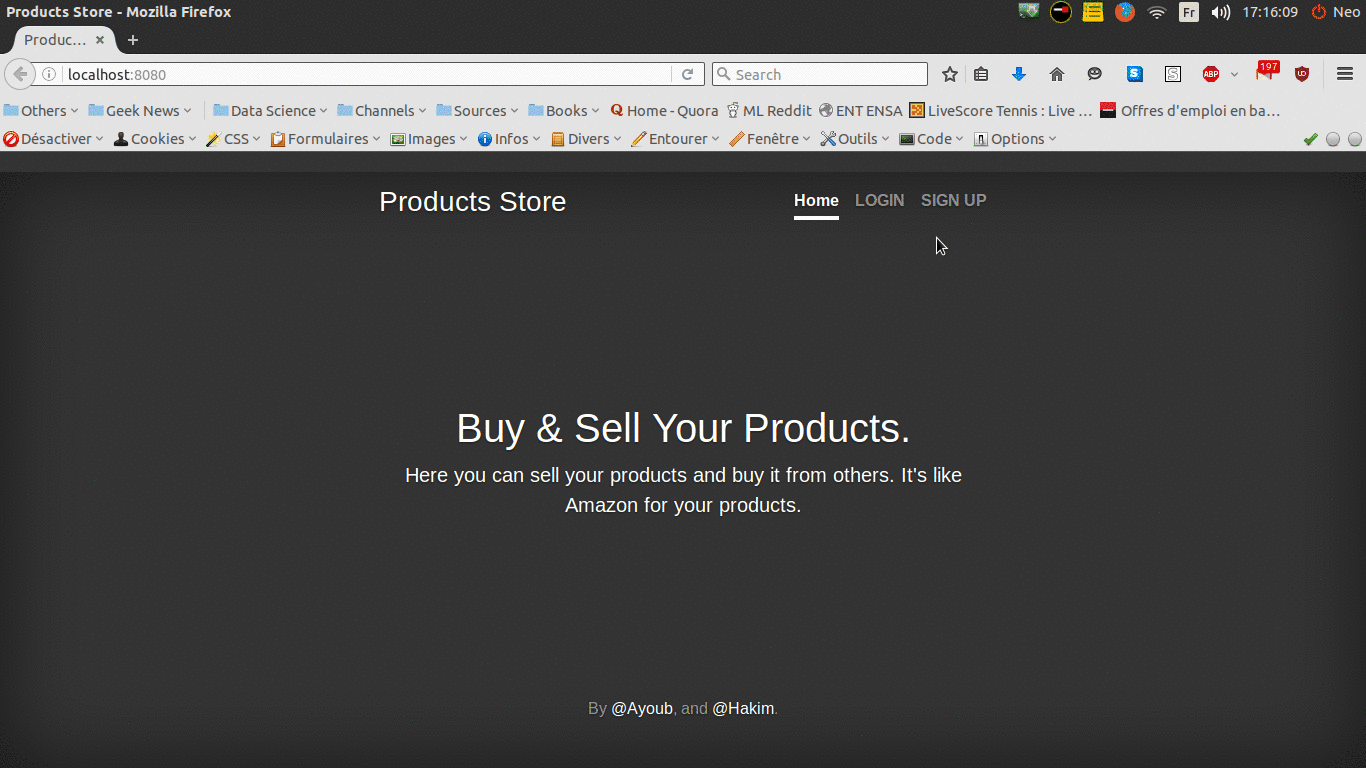 Products Store - Mozilla Firefox
Fr 17:16:09 Neo
Produc...
localhost:8080 Search ABP 197
Others Geek News Data Science Channels Sources Books Home - Quora ML Reddit ENT ENSA LiveScore Tennis : Live ... Offres d'emploi en ba...
Désactiver Cookies CSS Formulaires Images Infos Divers Entourer Fenêtre Outils Code Options
Products Store Home LOGIN SIGN UP
Buy & Sell Your Products.
Here you can sell your products and buy it from others. It's like
Amazon for your products.
By @Ayoub, and @Hakim.